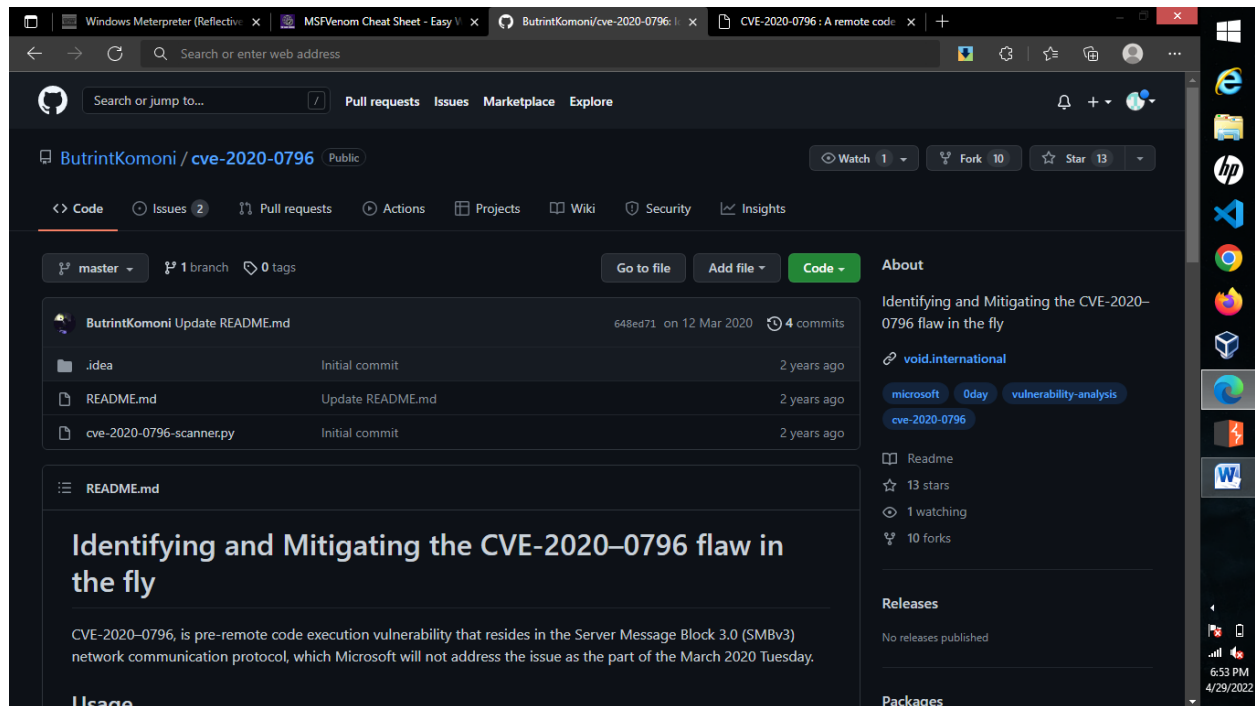 Windows Meterpreter (Reflective
MSFVenom Cheat Sheet - Easy
ButrintKomoni/cve-2020-0796:
CVE-2020-0796 : A remote code
Search or enter web address
Search or jump to...
/
Pull requests Issues Marketplace Explore
ButrintKomoni / cve-2020-0796 Public
Watch 1
Fork 10
Star 13
<> Code
Issues 2
Pull requests
Actions
Projects
Wiki
Security
Insights
master
1 branch
0 tags
Go to file
Add file
Code
ButrintKomoni Update README.md
648ed71 on 12 Mar 2020 4 commits
.idea Initial commit 2 years ago
README.md Update README.md 2 years ago
cve-2020-0796-scanner.py Initial commit 2 years ago
README.md
Identifying and Mitigating the CVE-2020–0796 flaw in
the fly
CVE-2020–0796, is pre-remote code execution vulnerability that resides in the Server Message Block 3.0 (SMBv3)
network communication protocol, which Microsoft will not address the issue as the part of the March 2020 Tuesday.
Usage
About
Identifying and Mitigating the CVE-2020–
0796 flaw in the fly
void.international
microsoft 0day vulnerability-analysis
cve-2020-0796
Readme
13 stars
1 watching
10 forks
Releases
No releases published
Packages
hp
W
6:53 PM
4/29/2022